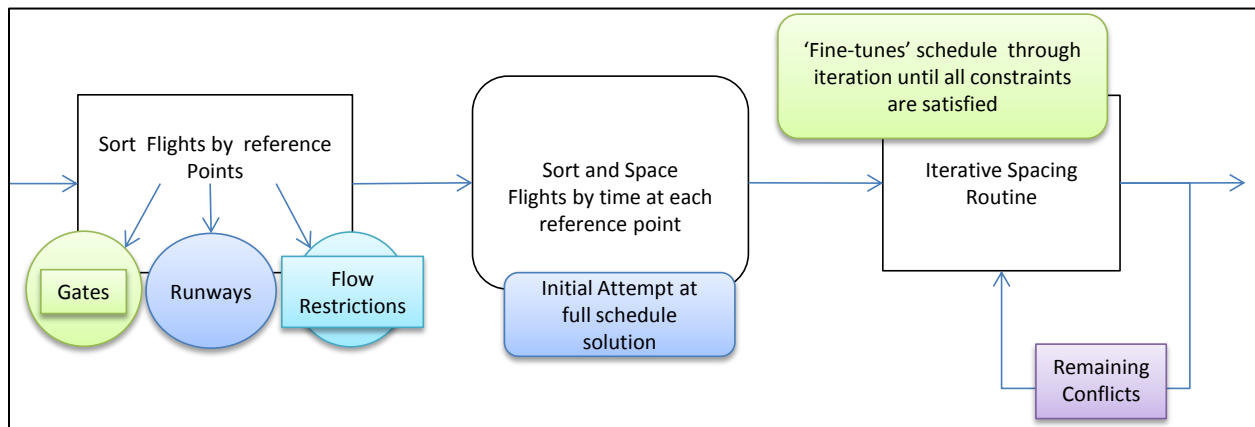 Sort Flights by reference
Points
Gates
Runways
Flow
Restrictions
Sort and Space
Flights by time at each
reference point
Initial Attempt at
full schedule
solution
‘Fine-tunes’ schedule through
iteration until all constraints
are satisfied
Iterative Spacing
Routine
Remaining
Conflicts